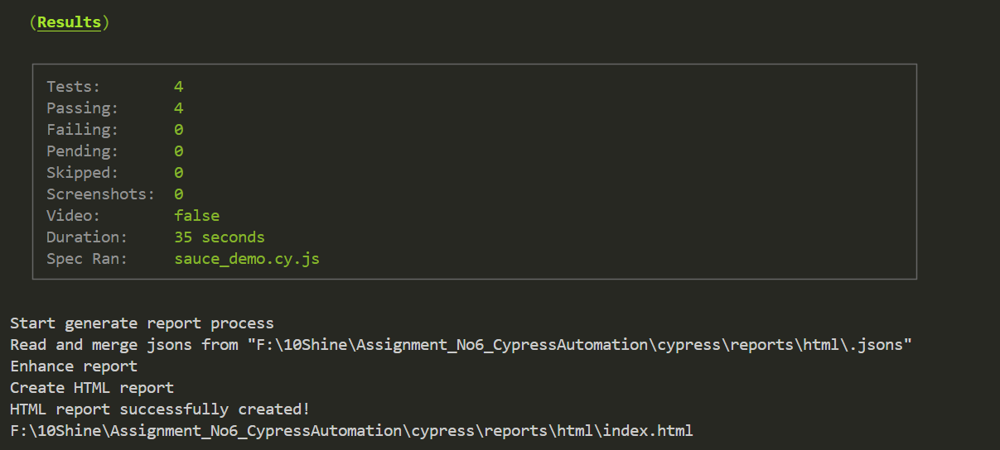 (Results)
Tests: 4
Passing: 4
Failing: 0
Pending: 0
Skipped: 0
Screenshots: 0
Video: false
Duration: 35 seconds
Spec Ran: sauce_demo.cy.js
Start generate report process
Read and merge jsons from "F:\10Shine\Assignment_No6_CypressAutomation\cypress\reports\html\.jsons"
Enhance report
Create HTML report
HTML report successfully created!
F:\10Shine\Assignment_No6_CypressAutomation\cypress\reports\html\index.html